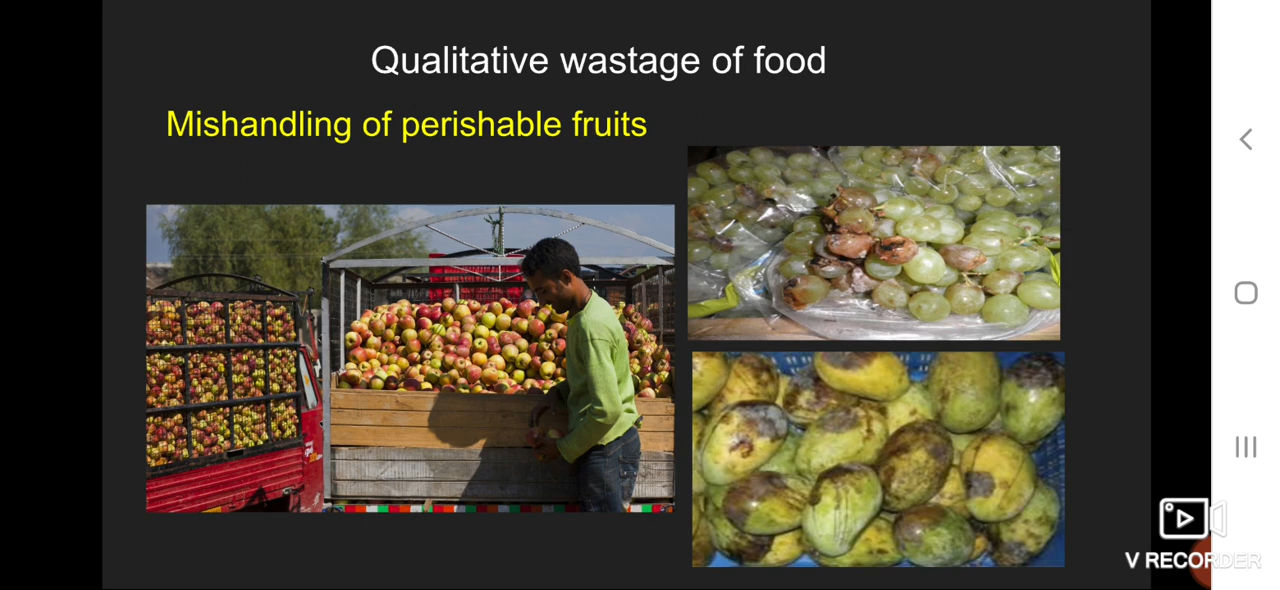 Qualitative wastage of food
Mishandling of perishable fruits
V RECORDER